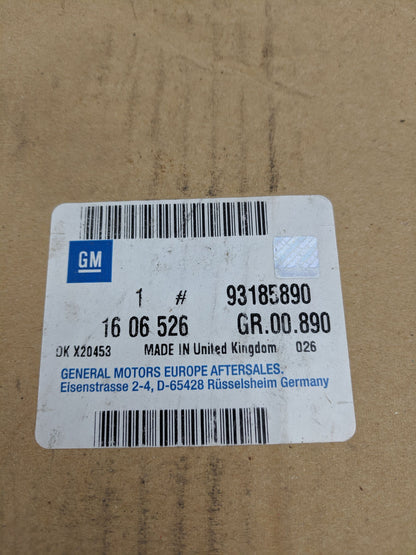 GM
1 # 93185890
16 06 526 GR.00.890
OK X20453 MADE IN United Kingdom 026
GENERAL MOTORS EUROPE AFTERSALES.
Eisenstrasse 2-4, D-65428 Rüsselsheim Germany